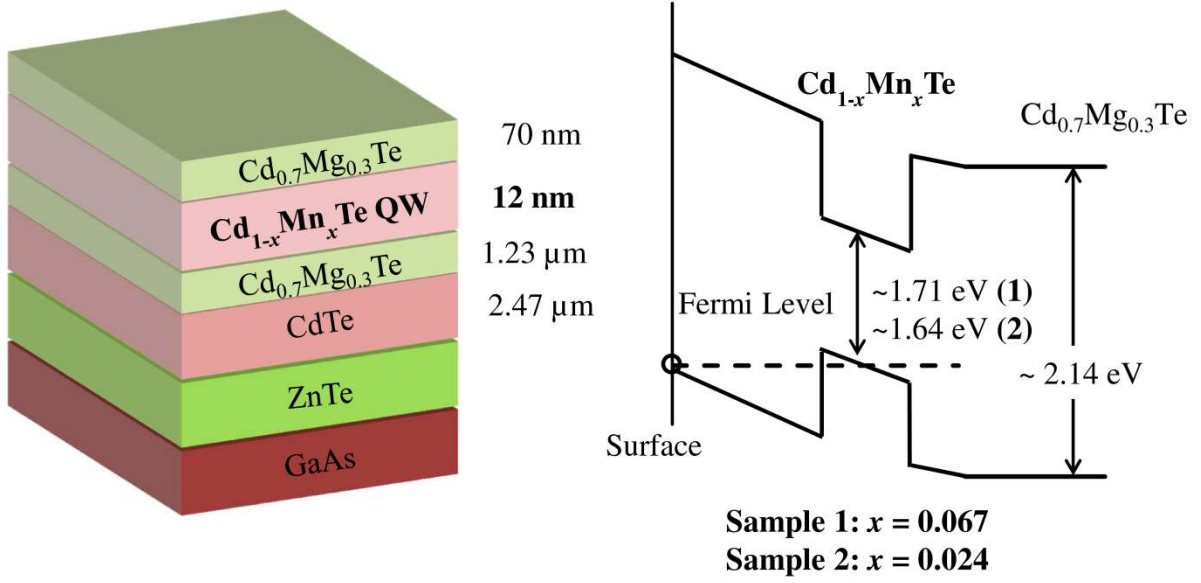 Cd0.7Mg0.3Te
70 nm
Cd1-xMnxTe QW
12 nm
Cd0.7Mg0.3Te
1.23 µm
CdTe
2.47 µm
ZnTe
GaAs
Cd1-xMnxTe
Cd0.7Mg0.3Te
Fermi Level
~1.71 eV (1)
~1.64 eV (2)
~ 2.14 eV
Surface
Sample 1: x = 0.067
Sample 2: x = 0.024